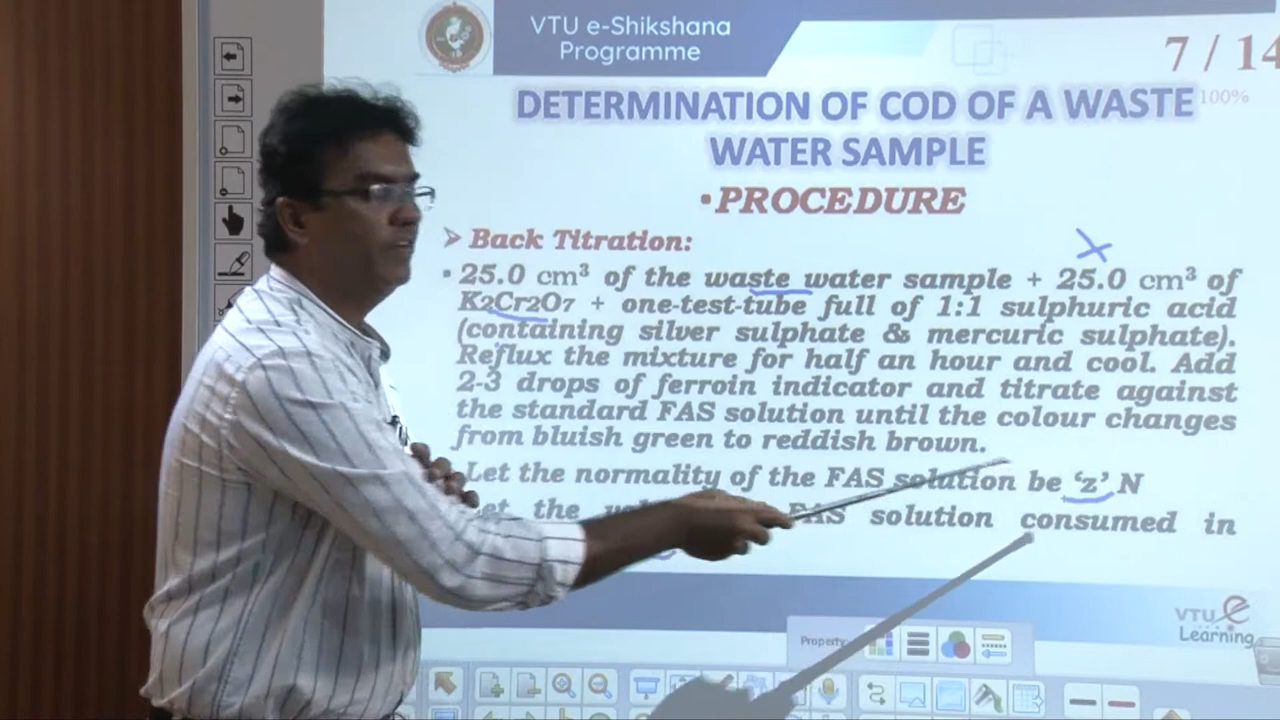 VTU e-Shikshana
Programme
7 / 14
100%
DETERMINATION OF COD OF A WASTE
WATER SAMPLE
•PROCEDURE
➤ Back Titration:
▪ 25.0 cm³ of the waste water sample + 25.0 cm³ of
K2Cr2O7 + one-test-tube full of 1:1 sulphuric acid
(containing silver sulphate & mercuric sulphate).
Reflux the mixture for half an hour and cool. Add
2-3 drops of ferroin indicator and titrate against
the standard FAS solution until the colour changes
from bluish green to reddish brown.
Let the normality of the FAS solution be ‘z’ N
the FAS solution consumed in
VTU e
Learning
Property